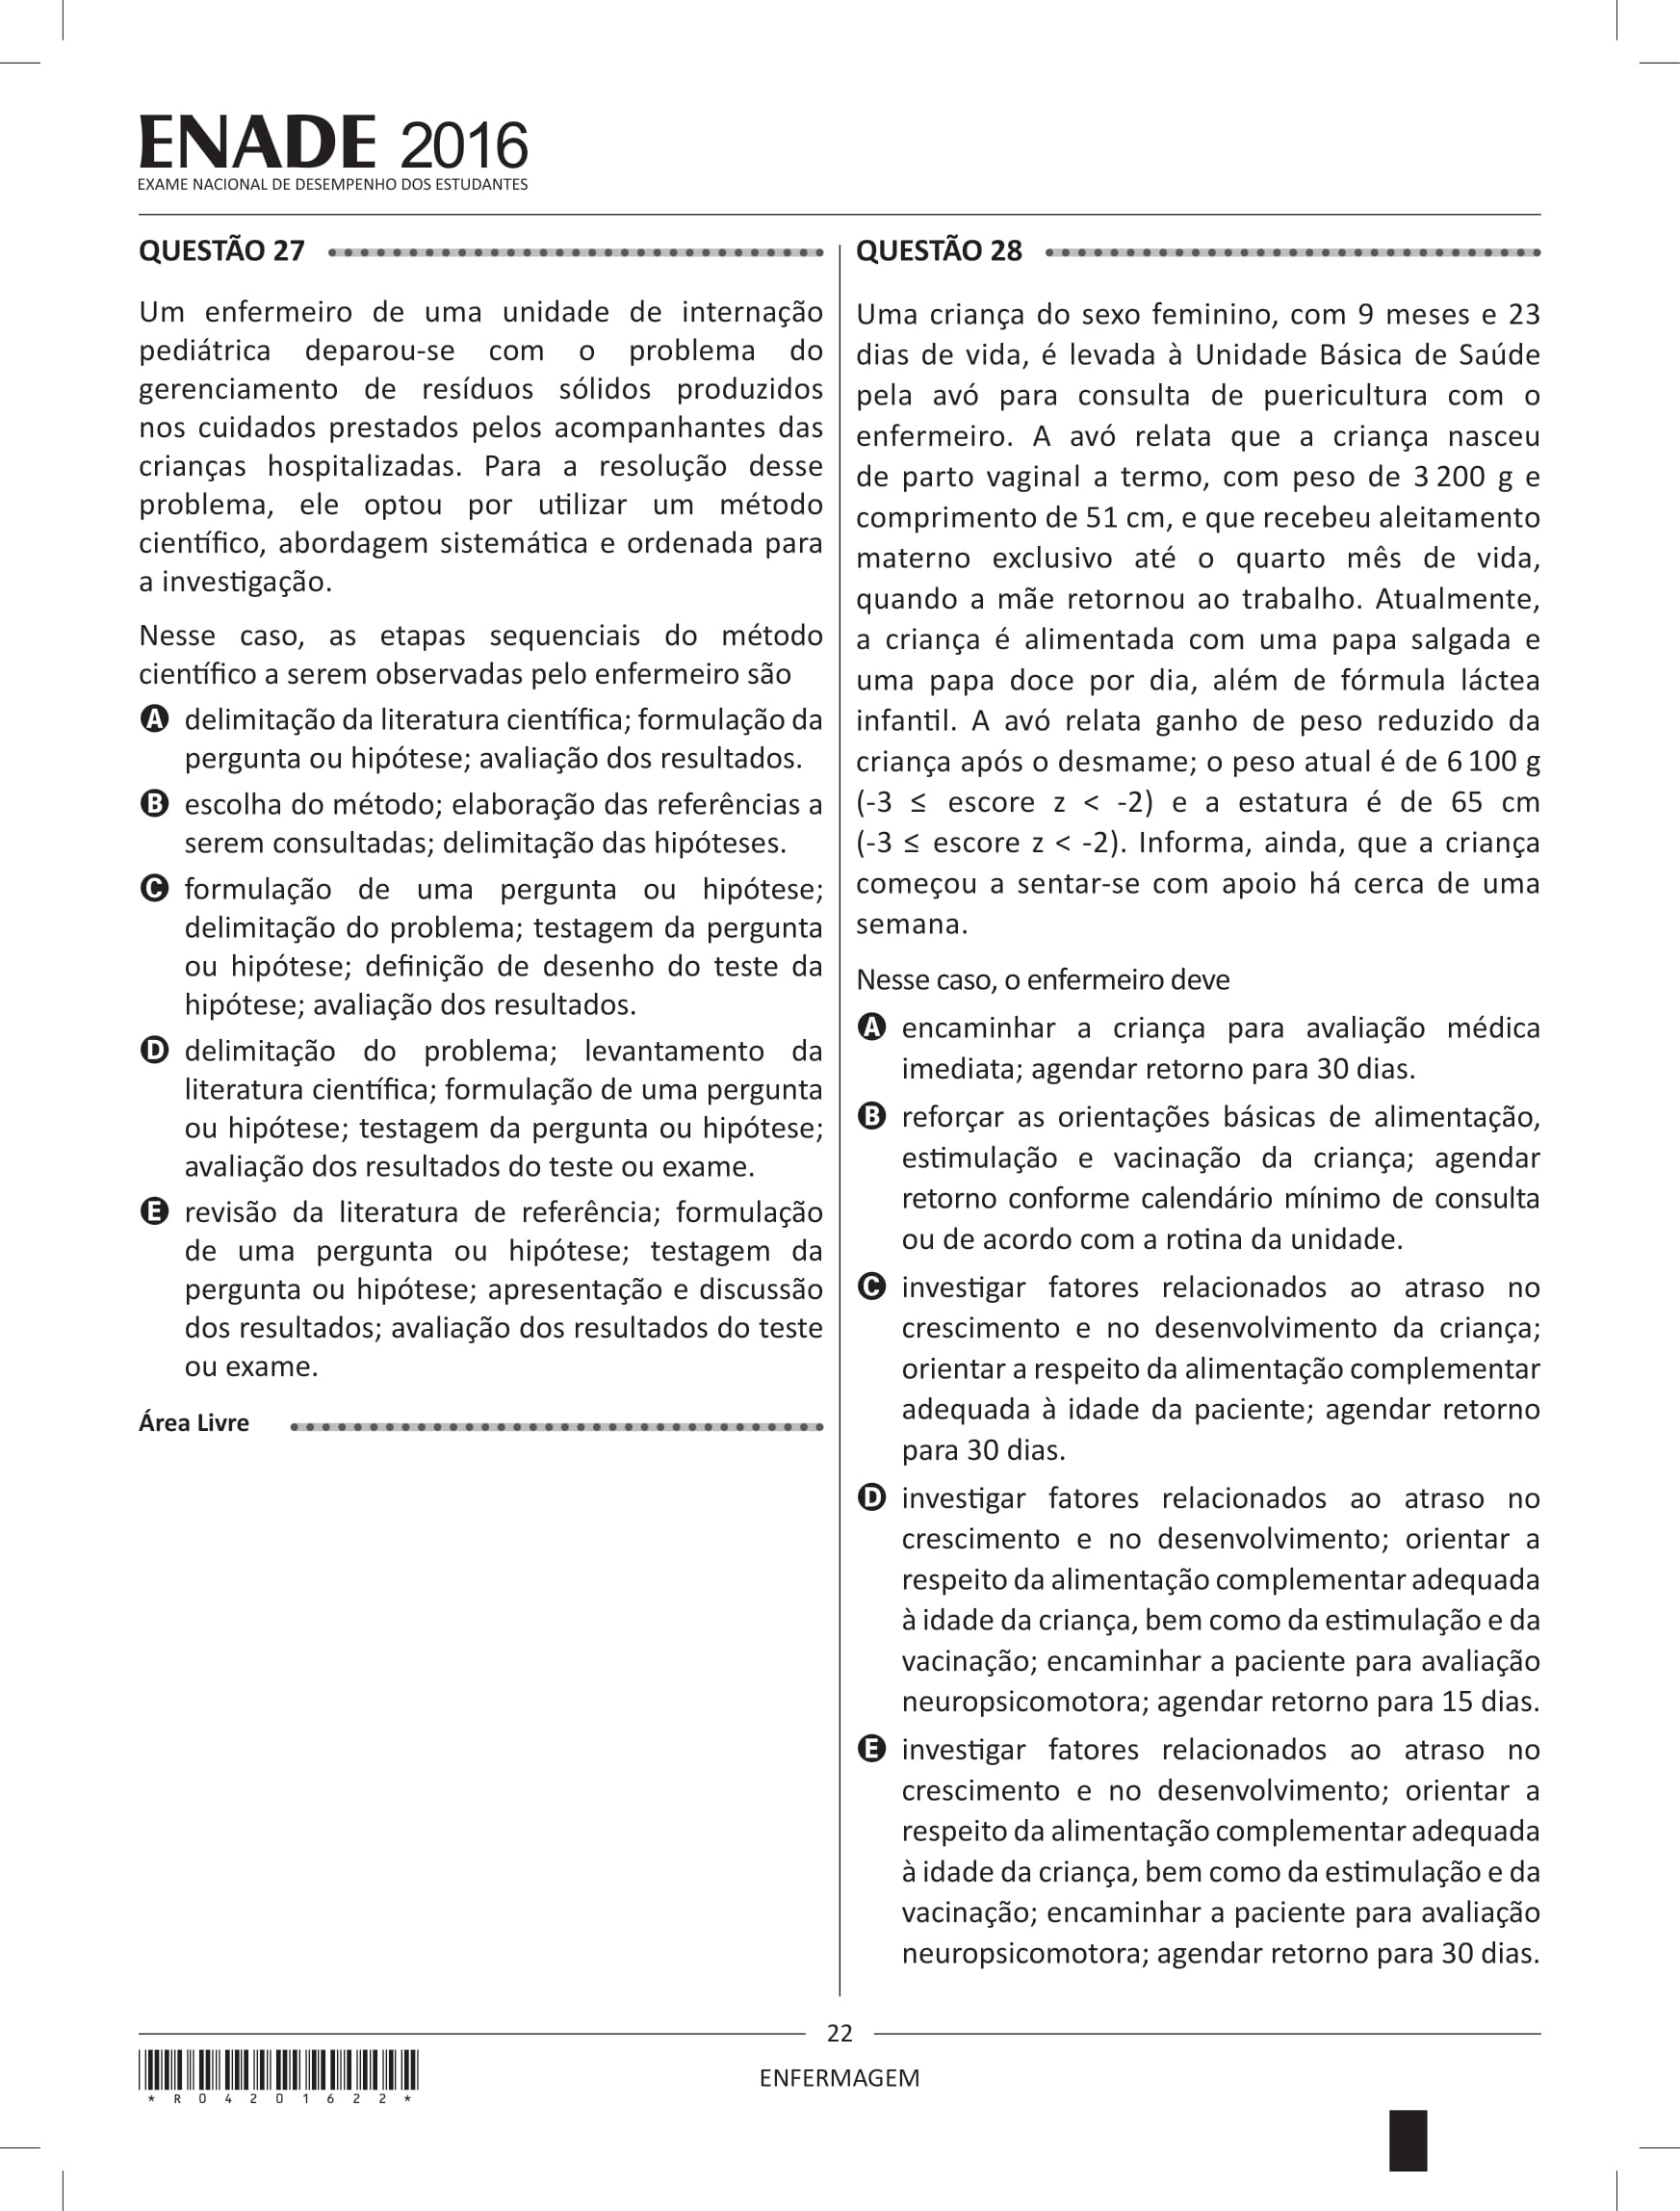 ENADE 2016
EXAME NACIONAL DE DESEMPENHO DOS ESTUDANTES
QUESTÃO 27
Um enfermeiro de uma unidade de internação
pediátrica deparou-se com o problema do
gerenciamento de resíduos sólidos produzidos
nos cuidados prestados pelos acompanhantes das
crianças hospitalizadas. Para a resolução desse
problema, ele optou por utilizar um método
científico, abordagem sistemática e ordenada para
a investigação.
Nesse caso, as etapas sequenciais do método
científico a serem observadas pelo enfermeiro são
A delimitação da literatura científica; formulação da
pergunta ou hipótese; avaliação dos resultados.
B escolha do método; elaboração das referências a
serem consultadas; delimitação das hipóteses.
C formulação de uma pergunta ou hipótese;
delimitação do problema; testagem da pergunta
ou hipótese; definição de desenho do teste da
hipótese; avaliação dos resultados.
D delimitação do problema; levantamento da
literatura científica; formulação de uma pergunta
ou hipótese; testagem da pergunta ou hipótese;
avaliação dos resultados do teste ou exame.
E revisão da literatura de referência; formulação
de uma pergunta ou hipótese; testagem da
pergunta ou hipótese; apresentação e discussão
dos resultados; avaliação dos resultados do teste
ou exame.
Área Livre
QUESTÃO 28
Uma criança do sexo feminino, com 9 meses e 23
dias de vida, é levada à Unidade Básica de Saúde
pela avó para consulta de puericultura com o
enfermeiro. A avó relata que a criança nasceu
de parto vaginal a termo, com peso de 3 200 g e
comprimento de 51 cm, e que recebeu aleitamento
materno exclusivo até o quarto mês de vida,
quando a mãe retornou ao trabalho. Atualmente,
a criança é alimentada com uma papa salgada e
uma papa doce por dia, além de fórmula láctea
infantil. A avó relata ganho de peso reduzido da
criança após o desmame; o peso atual é de 6 100 g
(-3 ≤ escore z < -2) e a estatura é de 65 cm
(-3 ≤ escore z < -2). Informa, ainda, que a criança
começou a sentar-se com apoio há cerca de uma
semana.
Nesse caso, o enfermeiro deve
A encaminhar a criança para avaliação médica
imediata; agendar retorno para 30 dias.
B reforçar as orientações básicas de alimentação,
estimulação e vacinação da criança; agendar
retorno conforme calendário mínimo de consulta
ou de acordo com a rotina da unidade.
C investigar fatores relacionados ao atraso no
crescimento e no desenvolvimento da criança;
orientar a respeito da alimentação complementar
adequada à idade da paciente; agendar retorno
para 30 dias.
D investigar fatores relacionados ao atraso no
crescimento e no desenvolvimento; orientar a
respeito da alimentação complementar adequada
à idade da criança, bem como da estimulação e da
vacinação; encaminhar a paciente para avaliação
neuropsicomotora; agendar retorno para 15 dias.
E investigar fatores relacionados ao atraso no
crescimento e no desenvolvimento; orientar a
respeito da alimentação complementar adequada
à idade da criança, bem como da estimulação e da
vacinação; encaminhar a paciente para avaliação
neuropsicomotora; agendar retorno para 30 dias.
22
ENFERMAGEM
* R 0 4 2 0 1 6 2 2 *